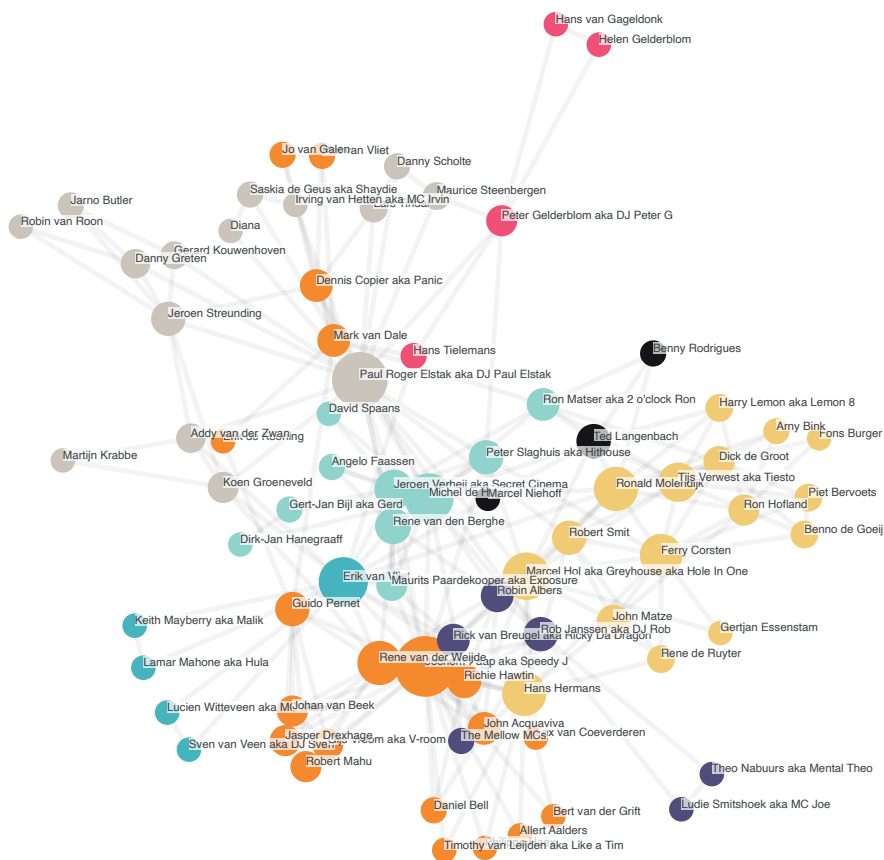 Hans van Gageldonk
Helen Gelderblom
Jo van Galen
van Vliet
Danny Scholte
Saskia de Geus aka Shaydie
Maurice Steenbergen
Jarno Butler
Irving van Hetten aka MC Irvin
Robin van Roon
Diana
Peter Gelderblom aka DJ Peter G
Gerard Kouwenhoven
Danny Greten
Dennis Copier aka Panic
Jeroen Streunding
Mark van Dale
Hans Tielemans
Benny Rodrigues
Paul Roger Elstak aka DJ Paul Elstak
Ron Matser aka 2 o'clock Ron
Harry Lemon aka Lemon 8
David Spaans
Arny Bink
Fons Burger
Addy van der Zwan
Ted Langenbach
Peter Slaghuis aka Hithouse
Dick de Groot
Martijn Krabbe
Angelo Faassen
Koen Groeneveld
Jeroen Verheij aka Secret Cinema
Ronald Molendijk
Tijs Verwest aka Tiesto
Michel de
Marcel Niehoff
Piet Bervoets
Gert-Jan Bijl aka Gerd
Ron Hofland
Rene van den Berghe
Robert Smit
Benno de Goeij
Dirk-Jan Hanegraaff
Ferry Corsten
Marcel Hol aka Greyhouse aka Hole In One
Erik van
Maurits Paardekooper aka Exposure
Robin Albers
Guido Pernet
Keith Mayberry aka Malik
John Matze
Rick van Breugel aka Ricky Da Dragon
Rob Janssen aka DJ Rob
Gertjan Essenstam
Rene van der Weijde
Paap aka Speedy J
Rene de Ruyter
Lamar Mahone aka Hula
Richie Hawtin
Hans Hermans
Lucien Witteveen aka
Johan van Beek
John Acquaviva
van Coeverderen
Jasper Drexhage
The Mellow MCs
Sven van Veen aka DJ Sven
aka V-room
Robert Mahu
Theo Nabuurs aka Mental Theo
Daniel Bell
Bert van der Grift
Ludie Smitshoek aka MC Joe
Allert Aalders
Timothy van Leijden aka Like a Tim